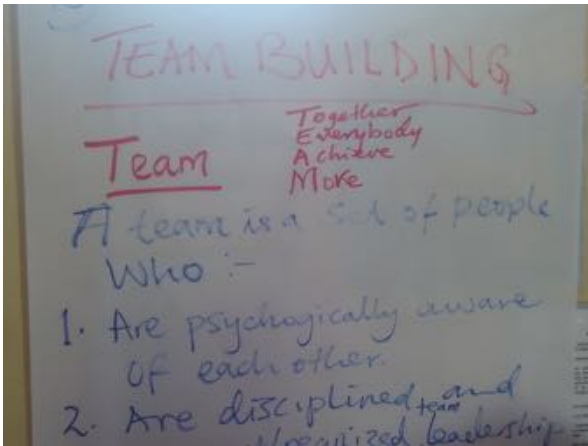 TEAM BUILDING
Team
Together
Everybody
Achieve
More
A team is a Set of people
Who :-
1. Are psychogically aware
of each other.
2. Are disciplined, and
team
leadership